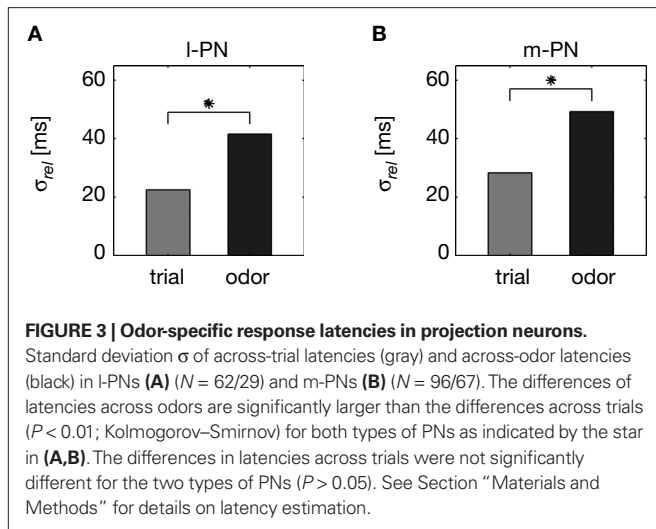 A
l-PN
60
40
20
0
σrel [ms]
*
trial odor
B
m-PN
60
40
20
0
σrel [ms]
*
trial odor
FIGURE 3 | Odor-specific response latencies in projection neurons.
Standard deviation σ of across-trial latencies (gray) and across-odor latencies
(black) in l-PNs (A) (N = 62/29) and m-PNs (B) (N = 96/67). The differences of
latencies across odors are significantly larger than the differences across trials
(P < 0.01; Kolmogorov–Smirnov) for both types of PNs as indicated by the star
in (A,B). The differences in latencies across trials were not significantly
different for the two types of PNs (P > 0.05). See Section “Materials and
Methods” for details on latency estimation.